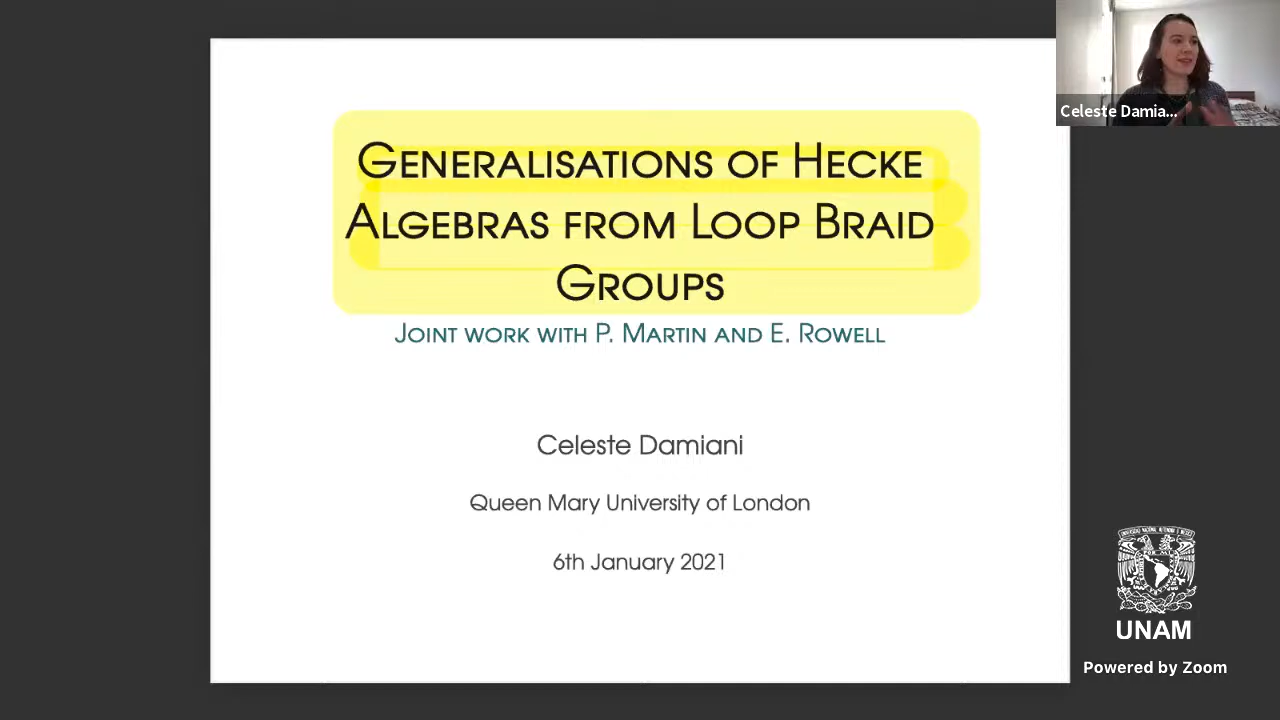 Celeste Damia...
GENERALISATIONS OF HECKE
ALGEBRAS FROM LOOP BRAID
GROUPS
JOINT WORK WITH P. MARTIN AND E. ROWELL
Celeste Damiani
Queen Mary University of London
6th January 2021
UNAM
Powered by Zoom